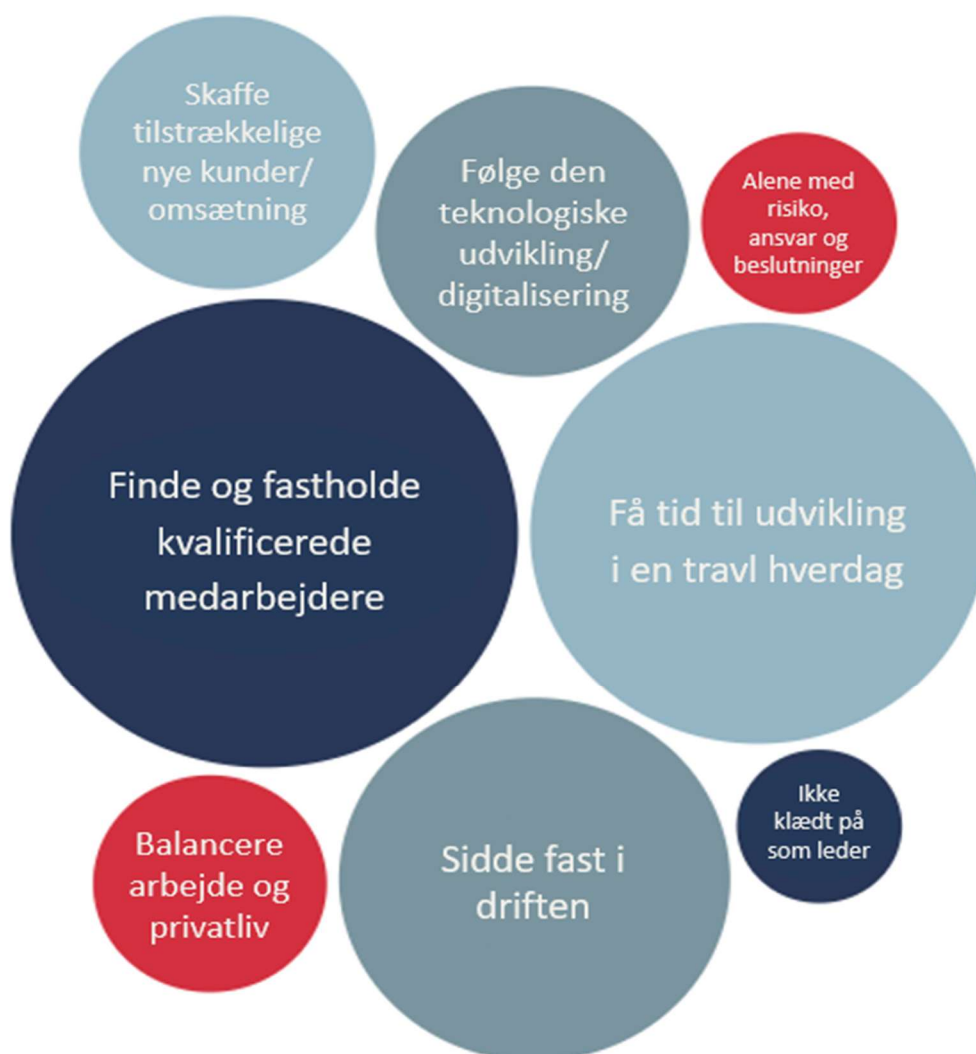 Skaffe
tilstrækkelige
nye kunder/
omsætning
Følge den
teknologiske
udvikling/
digitalisering
Alene med
risiko,
ansvar og
beslutninger
Finde og fastholde
kvalificerede
medarbejdere
Få tid til udvikling
i en travl hverdag
Balancere
arbejde og
privatliv
Sidde fast i
driften
Ikke
klædt på
som leder